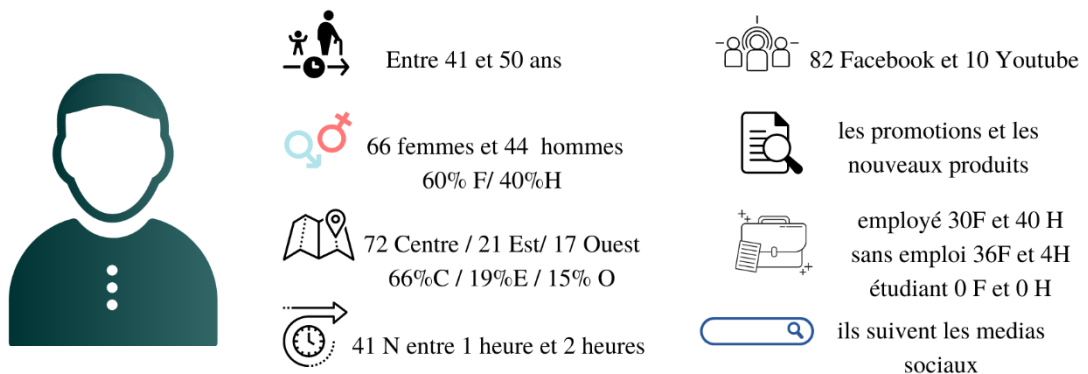 Entre 41 et 50 ans
66 femmes et 44 hommes
60% F/ 40%H
72 Centre / 21 Est/ 17 Ouest
66%C / 19%E / 15% O
41 N entre 1 heure et 2 heures
82 Facebook et 10 Youtube
les promotions et les
nouveaux produits
employé 30F et 40 H
sans emploi 36F et 4H
étudiant 0 F et 0 H
ils suivent les medias
sociaux